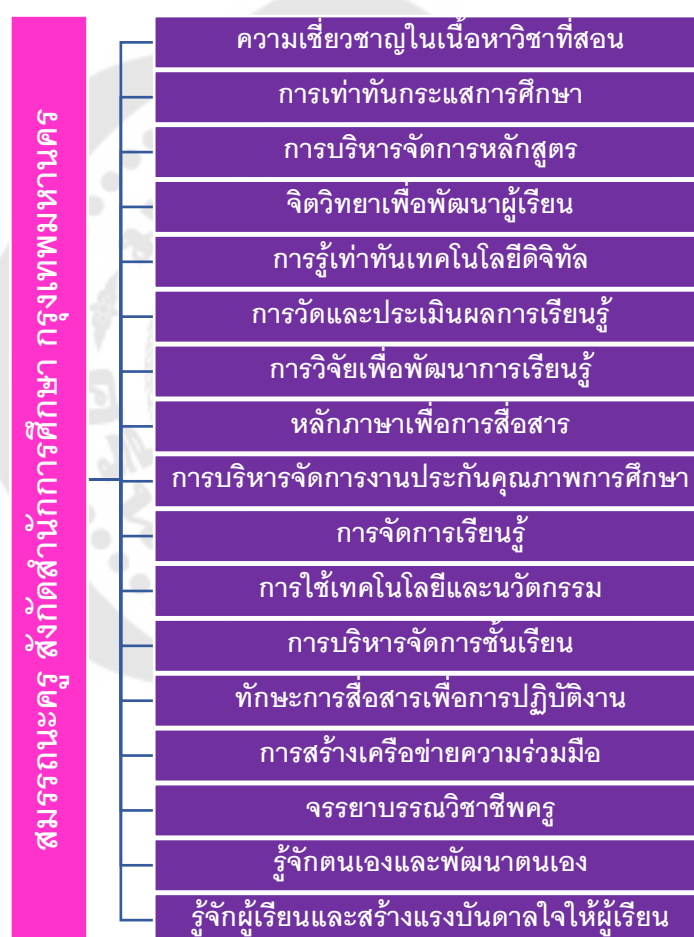 สมรรถนะครู สังกัดสำนักการศึกษา กรุงเทพมหานคร
ความเชี่ยวชาญในเนื้อหาวิชาที่สอน
การเท่าทันกระแสการศึกษา
การบริหารจัดการหลักสูตร
จิตวิทยาเพื่อพัฒนาผู้เรียน
การรู้เท่าทันเทคโนโลยีดิจิทัล
การวัดและประเมินผลการเรียนรู้
การวิจัยเพื่อพัฒนาการเรียนรู้
หลักภาษาเพื่อการสื่อสาร
การบริหารจัดการงานประกันคุณภาพการศึกษา
การจัดการเรียนรู้
การใช้เทคโนโลยีและนวัตกรรม
การบริหารจัดการชั้นเรียน
ทักษะการสื่อสารเพื่อการปฏิบัติงาน
การสร้างเครือข่ายความร่วมมือ
จรรยาบรรณวิชาชีพครู
รู้จักตนเองและพัฒนาตนเอง
รู้จักผู้เรียนและสร้างแรงบันดาลใจให้ผู้เรียน